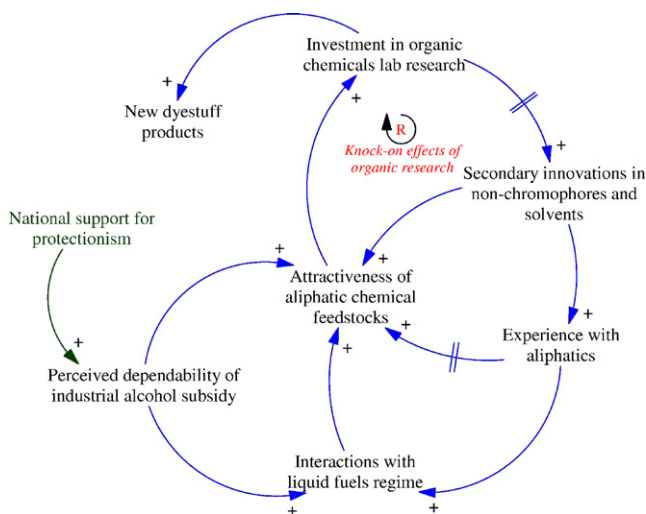 Investment in organic
chemicals lab research
+
+
New dyestuff
products
+
R
Knock-on effects of
organic research
+
Secondary innovations in
non-chromophores and
solvents
National support for
protectionism
+
+
Attractiveness of
aliphatic chemical
feedstocks
+
+
Experience with
aliphatics
+
+
Perceived dependability of
industrial alcohol subsidy
Interactions with
liquid fuels regime
+
+